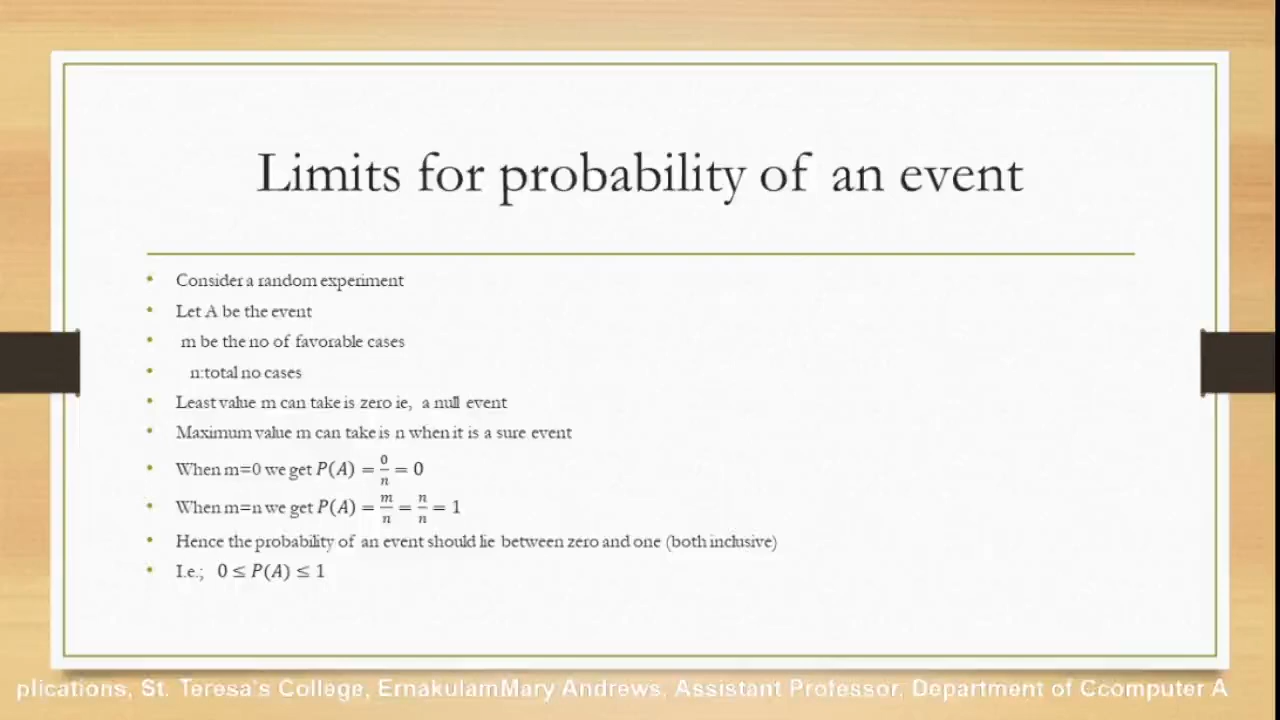 Limits for probability of an event
• Consider a random experiment
• Let A be the event
• m be the no of favorable cases
• n:total no cases
• Least value m can take is zero ie, a null event
• Maximum value m can take is n when it is a sure event
• When m=0 we get P(A) = 0/n = 0
• When m=n we get P(A) = m/n = n/n = 1
• Hence the probability of an event should lie between zero and one (both inclusive)
• I.e.; 0 ≤ P(A) ≤ 1
plications, St. Teresa's College, ErnakulamMary Andrews, Assistant Professor, Department of Ccomputer A